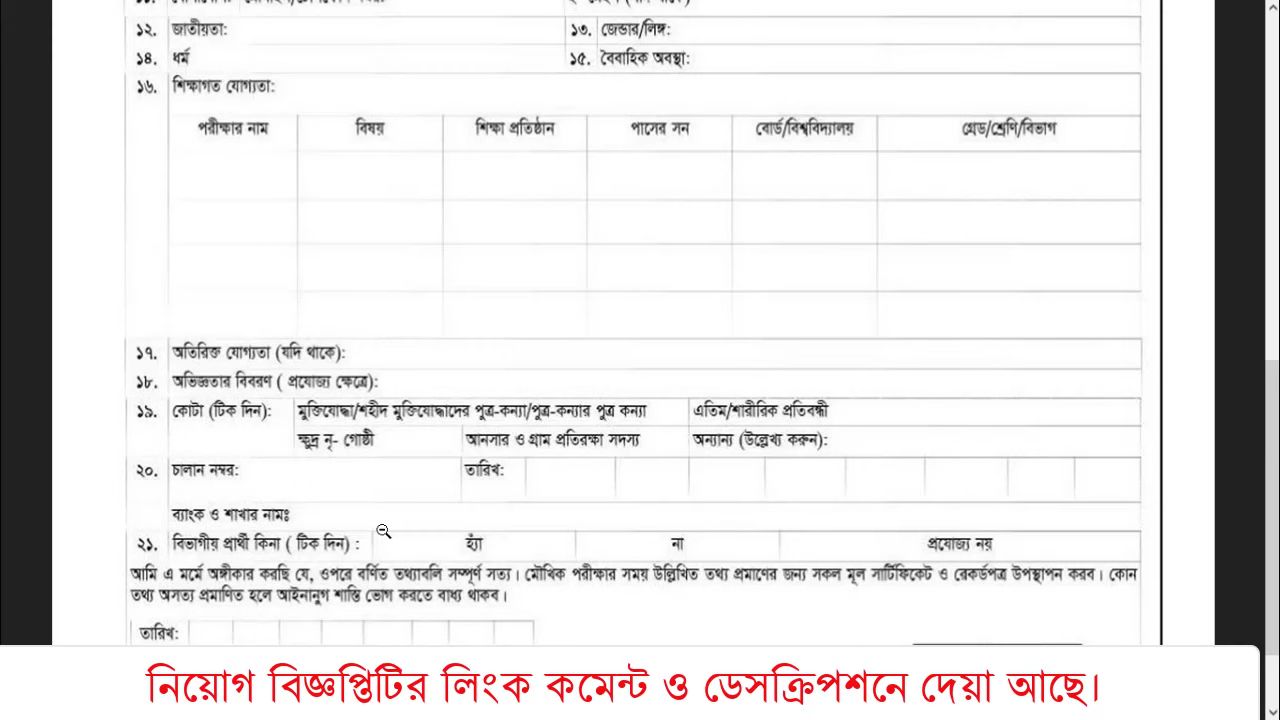 ১২. জাতীয়তা: ১৩. জেন্ডার/লিঙ্গ:
১৪. ধর্ম ১৫. বৈবাহিক অবস্থা:
১৬. শিক্ষাগত যোগ্যতা:
পরীক্ষার নাম বিষয় শিক্ষা প্রতিষ্ঠান পাসের সন বোর্ড/বিশ্ববিদ্যালয় গ্রেড/শ্রেণি/বিভাগ
১৭. অতিরিক্ত যোগ্যতা (যদি থাকে):
১৮. অভিজ্ঞতার বিবরণ ( প্রযোজ্য ক্ষেত্রে):
১৯. কোটা (টিক দিন): মুক্তিযোদ্ধা/শহীদ মুক্তিযোদ্ধাদের পুত্র-কন্যা/পুত্র-কন্যার পুত্র কন্যা এতিম/শারীরিক প্রতিবন্ধী
ক্ষুদ্র নৃ- গোষ্ঠী আনসার ও গ্রাম প্রতিরক্ষা সদস্য অন্যান্য (উল্লেখ্য করুন):
২০. চালান নম্বর: তারিখ:
ব্যাংক ও শাখার নামঃ
২১. বিভাগীয় প্রার্থী কিনা ( টিক দিন) : হ্যাঁ না প্রযোজ্য নয়
আমি এ মর্মে অঙ্গীকার করছি যে, ওপরে বর্ণিত তথ্যাবলি সম্পূর্ণ সত্য। মৌখিক পরীক্ষার সময় উল্লিখিত তথ্য প্রমাণের জন্য সকল মূল সার্টিফিকেট ও রেকর্ডপত্র উপস্থাপন করব। কোন
তথ্য অসত্য প্রমাণিত হলে আইনানুগ শাস্তি ভোগ করতে বাধ্য থাকব।
তারিখ:
নিয়োগ বিজ্ঞপ্তিটির লিংক কমেন্ট ও ডেসক্রিপশনে দেয়া আছে।